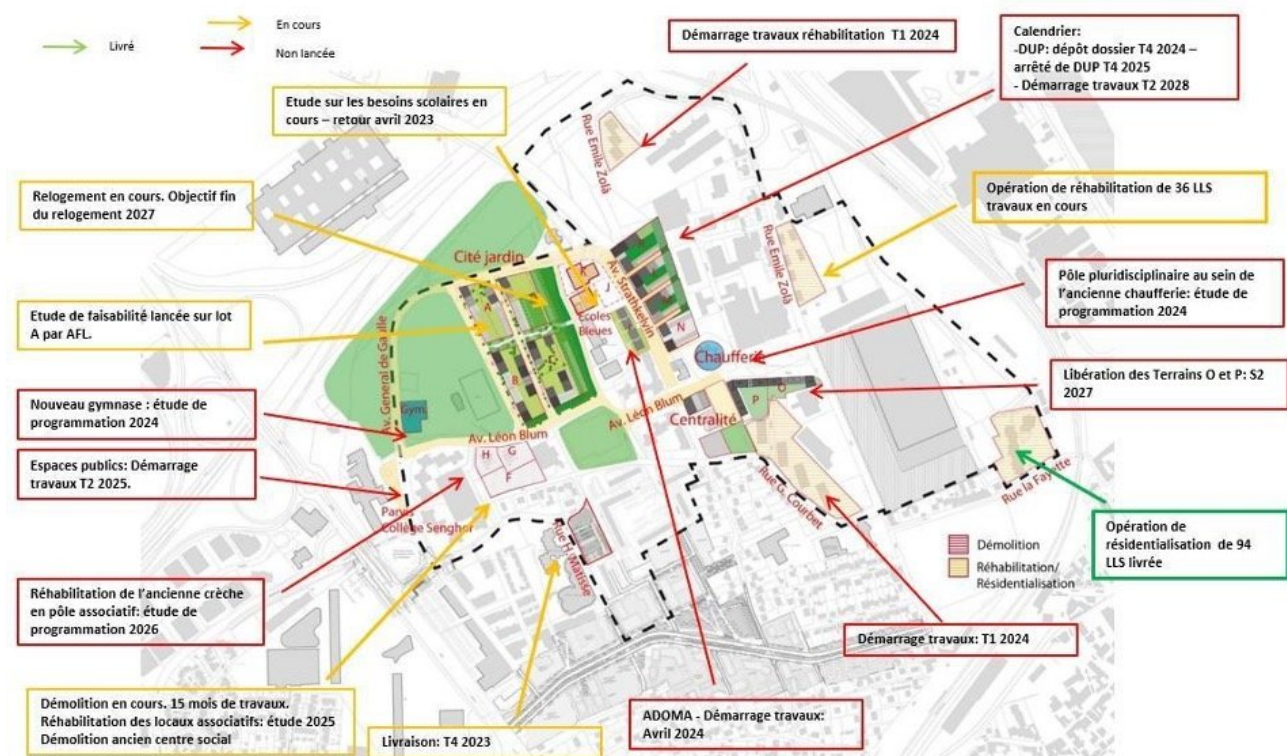 En cours
Livré
Non lancée
Démarrage travaux réhabilitation T1 2024
Calendrier:
-DUP: dépôt dossier T4 2024 –
arrêté de DUP T4 2025
- Démarrage travaux T2 2028
Etude sur les besoins scolaires en
cours – retour avril 2023
Rue Emile Zolà
Relogement en cours. Objectif fin
du relogement 2027
Opération de réhabilitation de 36 LLS
travaux en cours
Cité jardin
Av. Strathkelvin
Rue Emile Zolà
K
J
Ecoles
Bleues
A
B
N
Chaufferie
Pôle pluridisciplinaire au sein de
l’ancienne chaufferie: étude de
programmation 2024
Etude de faisabilité lancée sur lot
A par AFL.
Av. General de Gaulle
Gym.
Av. Léon Blum
Av. Léon Blum
Centralité
P
O
Libération des Terrains O et P: S2
2027
Nouveau gymnase : étude de
programmation 2024
H
G
F
Espaces publics: Démarrage
travaux T2 2025.
Parvis
Collège Senghor
Rue H. Matisse
Rue G. Courbet
Rue la Fayette
Démolition
Réhabilitation/
Résidentialisation
Opération de
résidentialisation de 94
LLS livrée
Réhabilitation de l’ancienne crèche
en pôle associatif: étude de
programmation 2026
Démarrage travaux: T1 2024
Démolition en cours. 15 mois de travaux.
Réhabilitation des locaux associatifs: étude 2025
Démolition ancien centre social
Livraison: T4 2023
ADOMA - Démarrage travaux:
Avril 2024